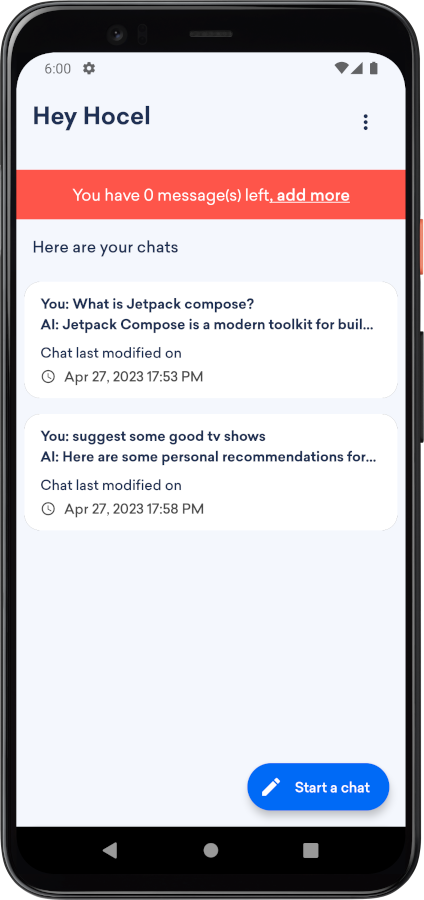 6:00
Hey Hocel
You have 0 message(s) left, add more
Here are your chats
You: What is Jetpack compose?
AI: Jetpack Compose is a modern toolkit for buil...
Chat last modified on
Apr 27, 2023 17:53 PM
You: suggest some good tv shows
AI: Here are some personal recommendations for...
Chat last modified on
Apr 27, 2023 17:58 PM
Start a chat